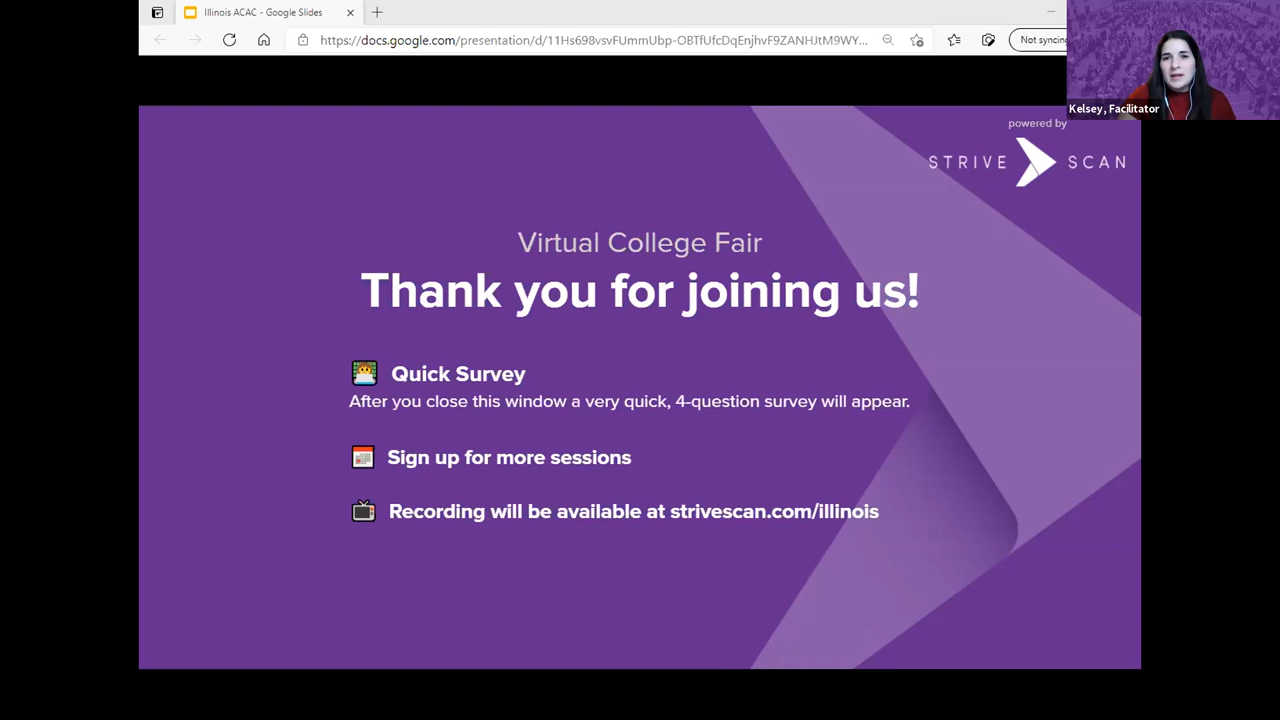 Illinois ACAC - Google Slides
https://docs.google.com/presentation/d/11Hs698vsvFUmmUbp-OBTfUfcDqEnjhvF9ZANHJtM9WY...
Not syncing
Kelsey, Facilitator
powered by
STRIVE SCAN
Virtual College Fair
Thank you for joining us!
Quick Survey
After you close this window a very quick, 4-question survey will appear.
Sign up for more sessions
Recording will be available at strivescan.com/illinois